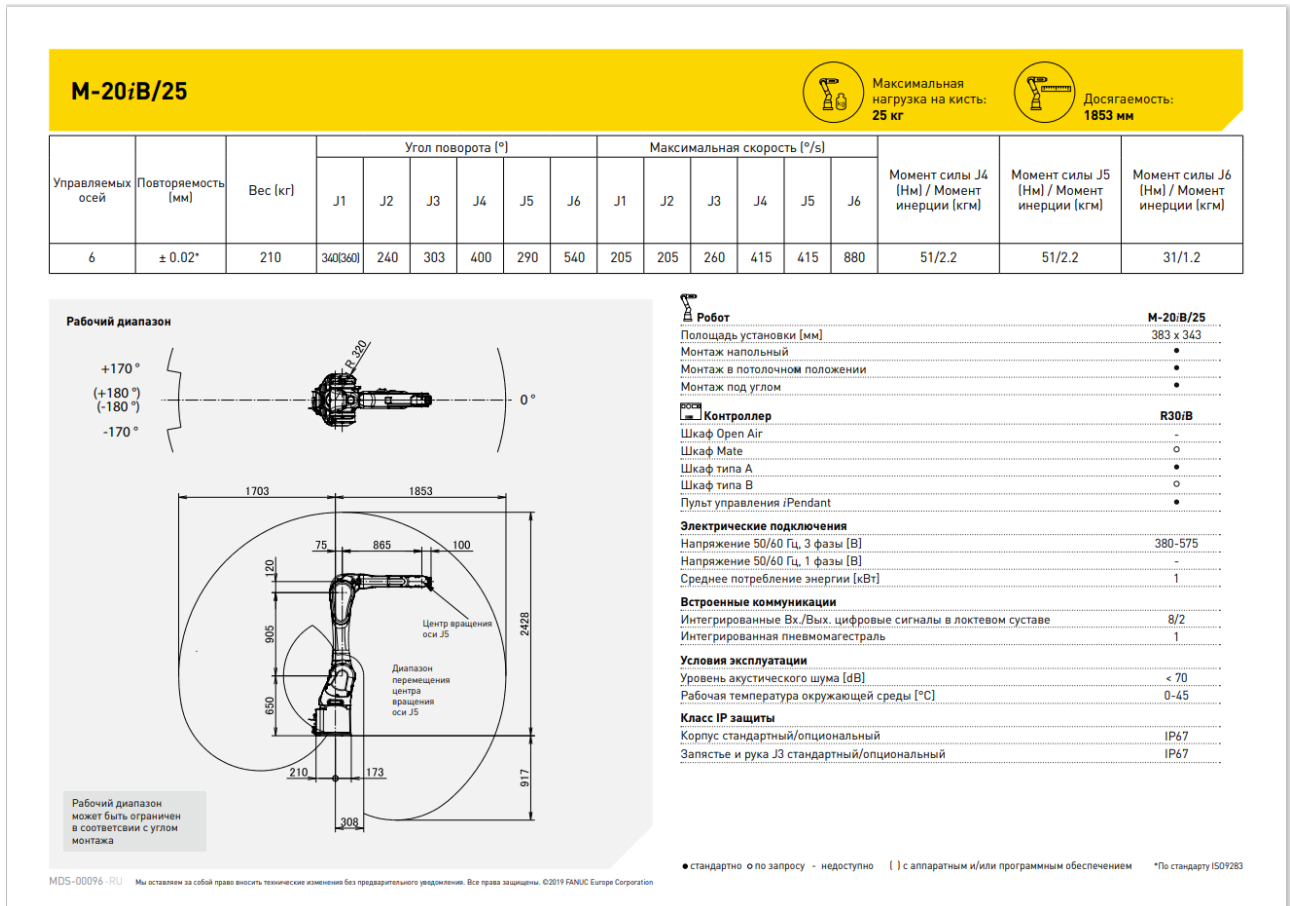 M-20iB/25
Максимальная
нагрузка на кисть:
25 кг
Досягаемость:
1853 мм
Управляемых осей
Повторяемость (мм)
Вес (кг)
Угол поворота (°)
Максимальная скорость (°/s)
Момент силы J4 (Нм) / Момент инерции (кгм)
Момент силы J5 (Нм) / Момент инерции (кгм)
Момент силы J6 (Нм) / Момент инерции (кгм)
J1 J2 J3 J4 J5 J6 J1 J2 J3 J4 J5 J6
6 ± 0.02* 210 340(360) 240 303 400 290 540 205 205 260 415 415 880 51/2.2 51/2.2 31/1.2
Рабочий диапазон
+170 °
(+180 °)
(-180 °)
-170 °
R 320
0 °
1703 1853
75 865 100
120
905
650
2428
917
Центр вращения
оси J5
Диапазон
перемещения
центра
вращения
оси J5
210 173
308
Рабочий диапазон
может быть ограничен
в соответсвии с углом
монтажа
Робот M-20iB/25
Полощадь установки [мм] 383 x 343
Монтаж напольный ●
Монтаж в потолочном положении ●
Монтаж под углом ●
Контроллер R30iB
Шкаф Open Air -
Шкаф Mate ○
Шкаф типа A ●
Шкаф типа B ○
Пульт управления iPendant ●
Электрические подключения
Напряжение 50/60 Гц, 3 фазы [В] 380-575
Напряжение 50/60 Гц, 1 фазы [В] -
Среднее потребление энергии [кВт] 1
Встроенные коммуникации
Интегрированные Вх./Вых. цифровые сигналы в локтевом суставе 8/2
Интегрированная пневмомагестраль 1
Условия эксплуатации
Уровень акустического шума [dB] < 70
Рабочая температура окружающей среды [°C] 0-45
Класс IP защиты
Корпус стандартный/опциональный IP67
Запястье и рука J3 стандартный/опциональный IP67
● стандартно ○ по запросу - недоступно ( ) с аппаратным и/или программным обеспечением *По стандарту ISO9283
MDS-00096-RU Мы оставляем за собой право вносить технические изменения без предварительного уведомления. Все права защищены. ©2019 FANUC Europe Corporation